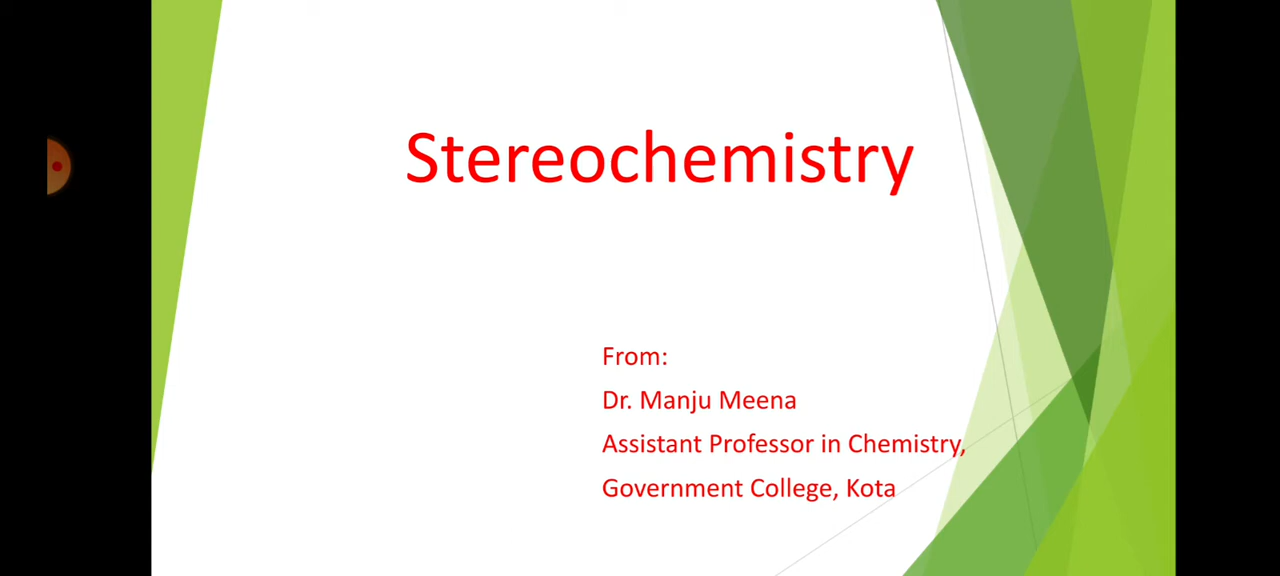 Stereochemistry
From:
Dr. Manju Meena
Assistant Professor in Chemistry,
Government College, Kota